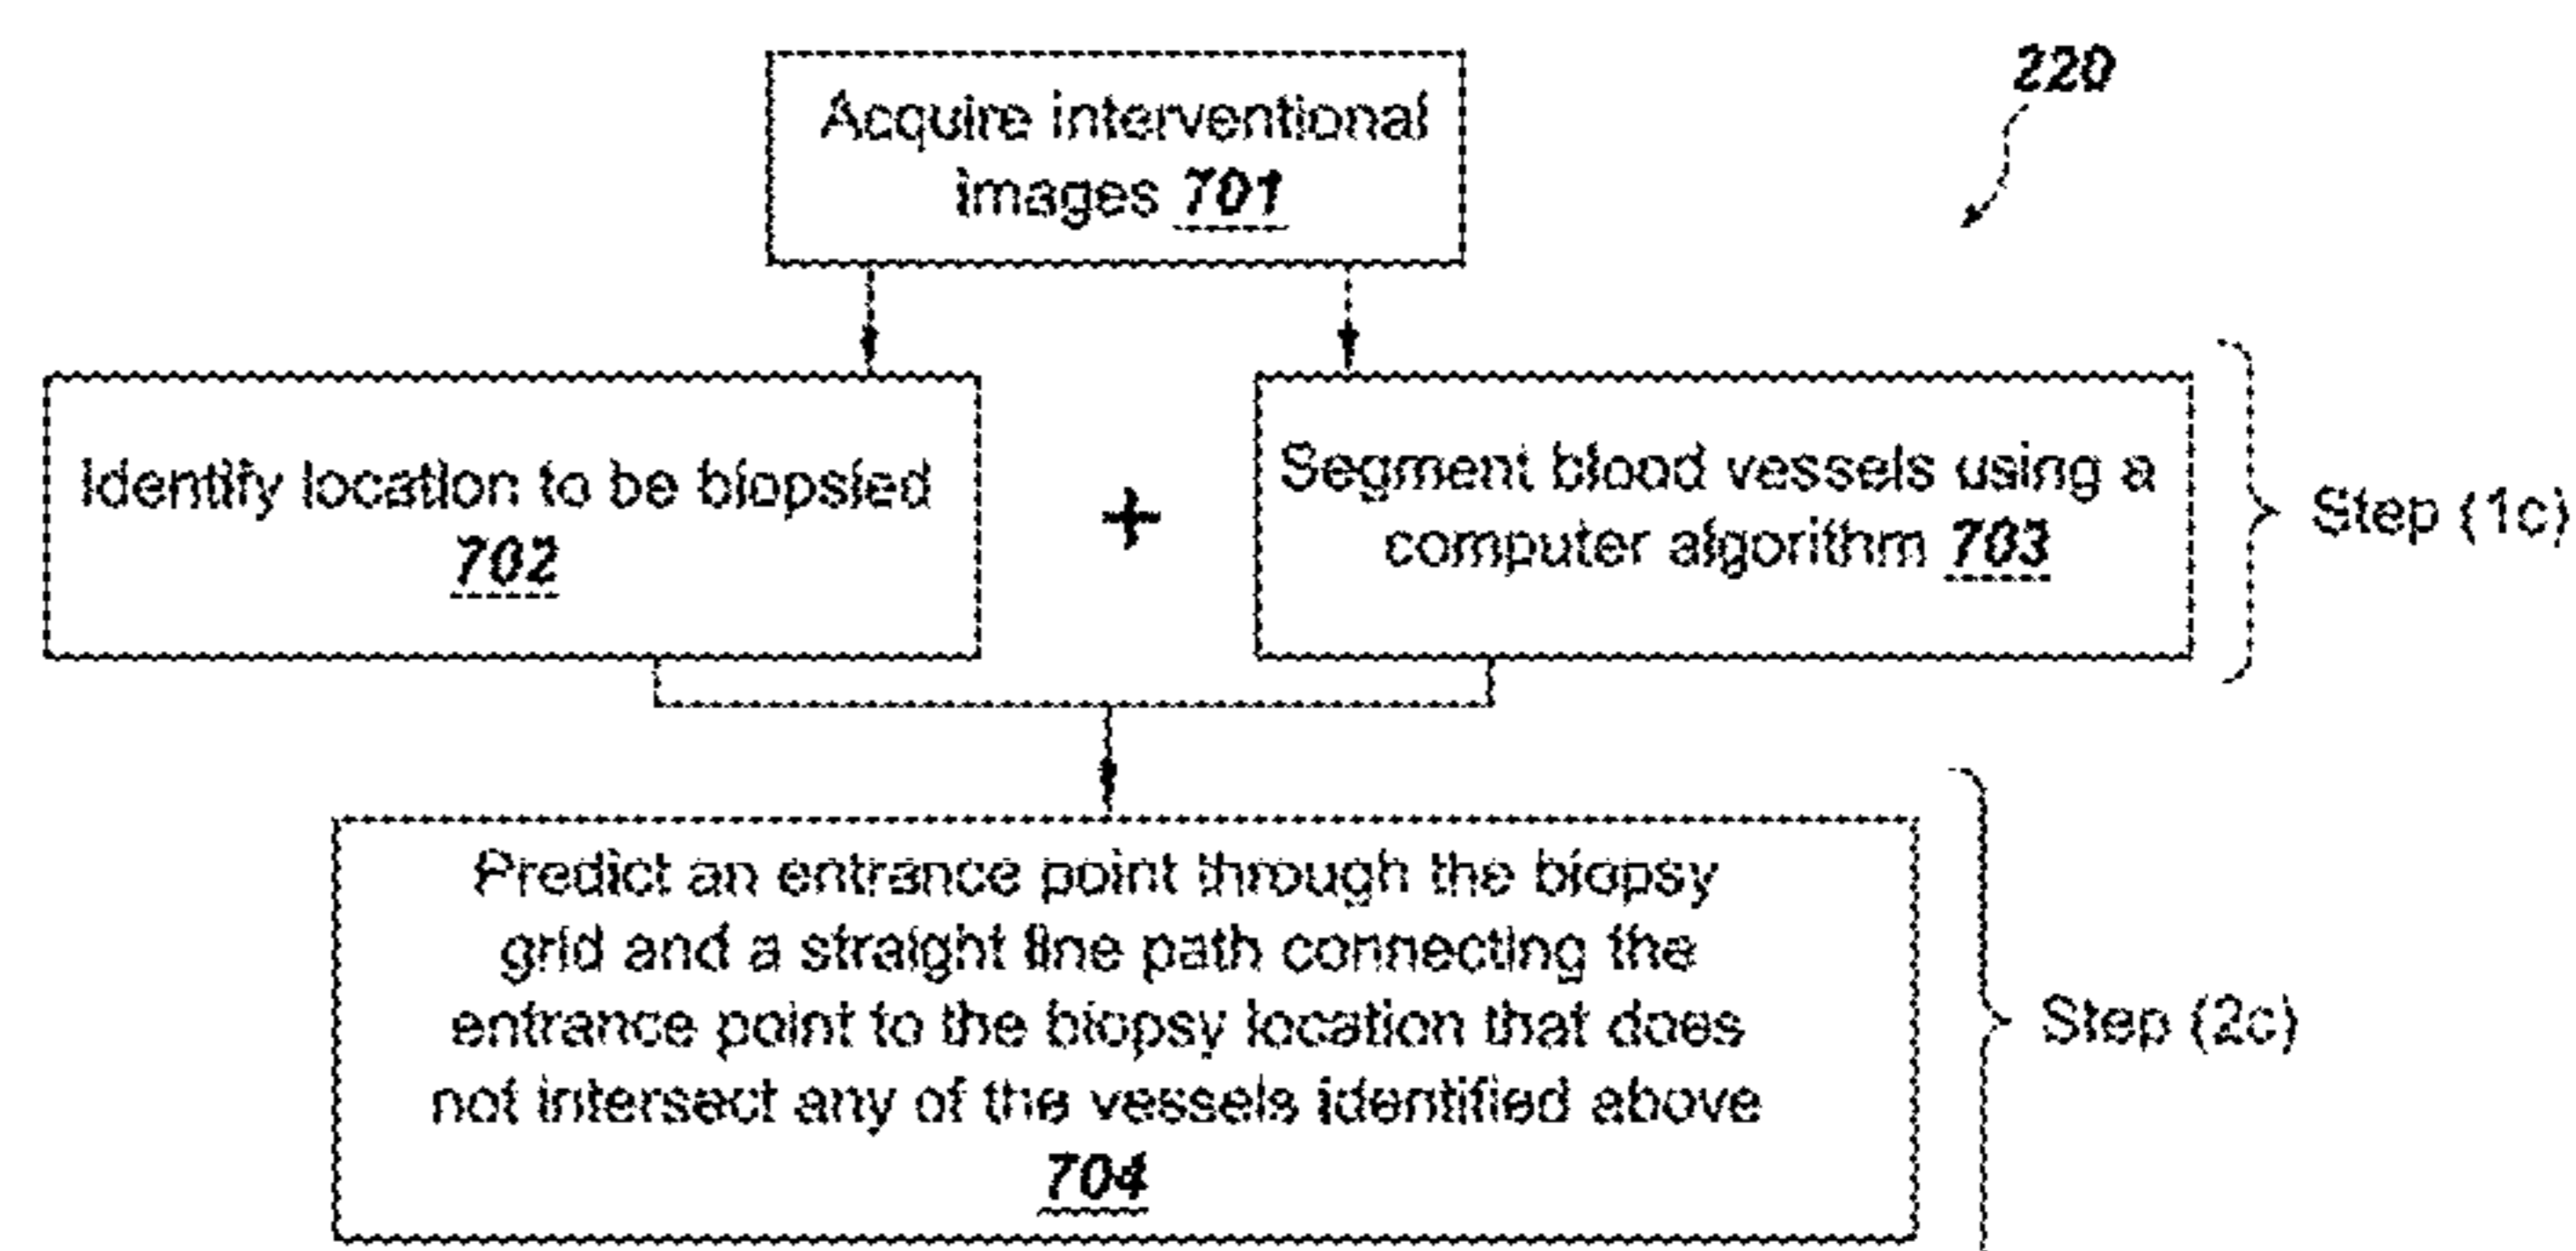 220
Acquire interventional
images 701
Identify location to be biopsied
702
+
Segment blood vessels using a
computer algorithm 703
Step (1c)
Predict an entrance point through the biopsy
grid and a straight line path connecting the
entrance point to the biopsy location that does
not intersect any of the vessels identified above
704
Step (2c)